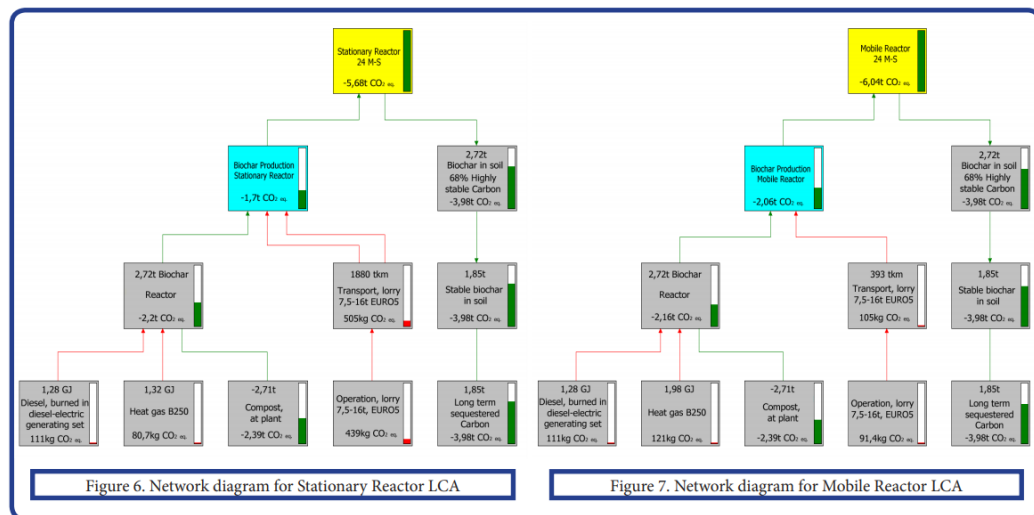 Stationary Reactor
24 M-S
-5,68t CO₂ eq.
Biochar Production
Stationary Reactor
-1,7t CO₂ eq.
2,72t
Biochar in soil
68% Highly
stable Carbon
-3,98t CO₂ eq.
2,72t Biochar
Reactor
-2,2t CO₂ eq.
1880 tkm
Transport, lorry
7,5-16t EURO5
505kg CO₂ eq.
1,85t
Stable biochar
in soil
-3,98t CO₂ eq.
1,28 GJ
Diesel, burned in
diesel-electric
generating set
111kg CO₂ eq.
1,32 GJ
Heat gas B250
80,7kg CO₂ eq.
-2,71t
Compost,
at plant
-2,39t CO₂ eq.
Operation, lorry
7,5-16t, EURO5
439kg CO₂ eq.
1,85t
Long term
sequestered
Carbon
-3,98t CO₂ eq.
Figure 6. Network diagram for Stationary Reactor LCA
Mobile Reactor
24 M-S
-6,04t CO₂ eq.
Biochar Production
Mobile Reactor
-2,06t CO₂ eq.
2,72t
Biochar in soil
68% Highly
stable Carbon
-3,98t CO₂ eq.
2,72t Biochar
Reactor
-2,16t CO₂ eq.
393 tkm
Transport, lorry
7,5-16t EURO5
105kg CO₂ eq.
1,85t
Stable biochar
in soil
-3,98t CO₂ eq.
1,28 GJ
Diesel, burned in
diesel-electric
generating set
111kg CO₂ eq.
1,98 GJ
Heat gas B250
121kg CO₂ eq.
-2,71t
Compost,
at plant
-2,39t CO₂ eq.
Operation, lorry
7,5-16t, EURO5
91,4kg CO₂ eq.
1,85t
Long term
sequestered
Carbon
-3,98t CO₂ eq.
Figure 7. Network diagram for Mobile Reactor LCA